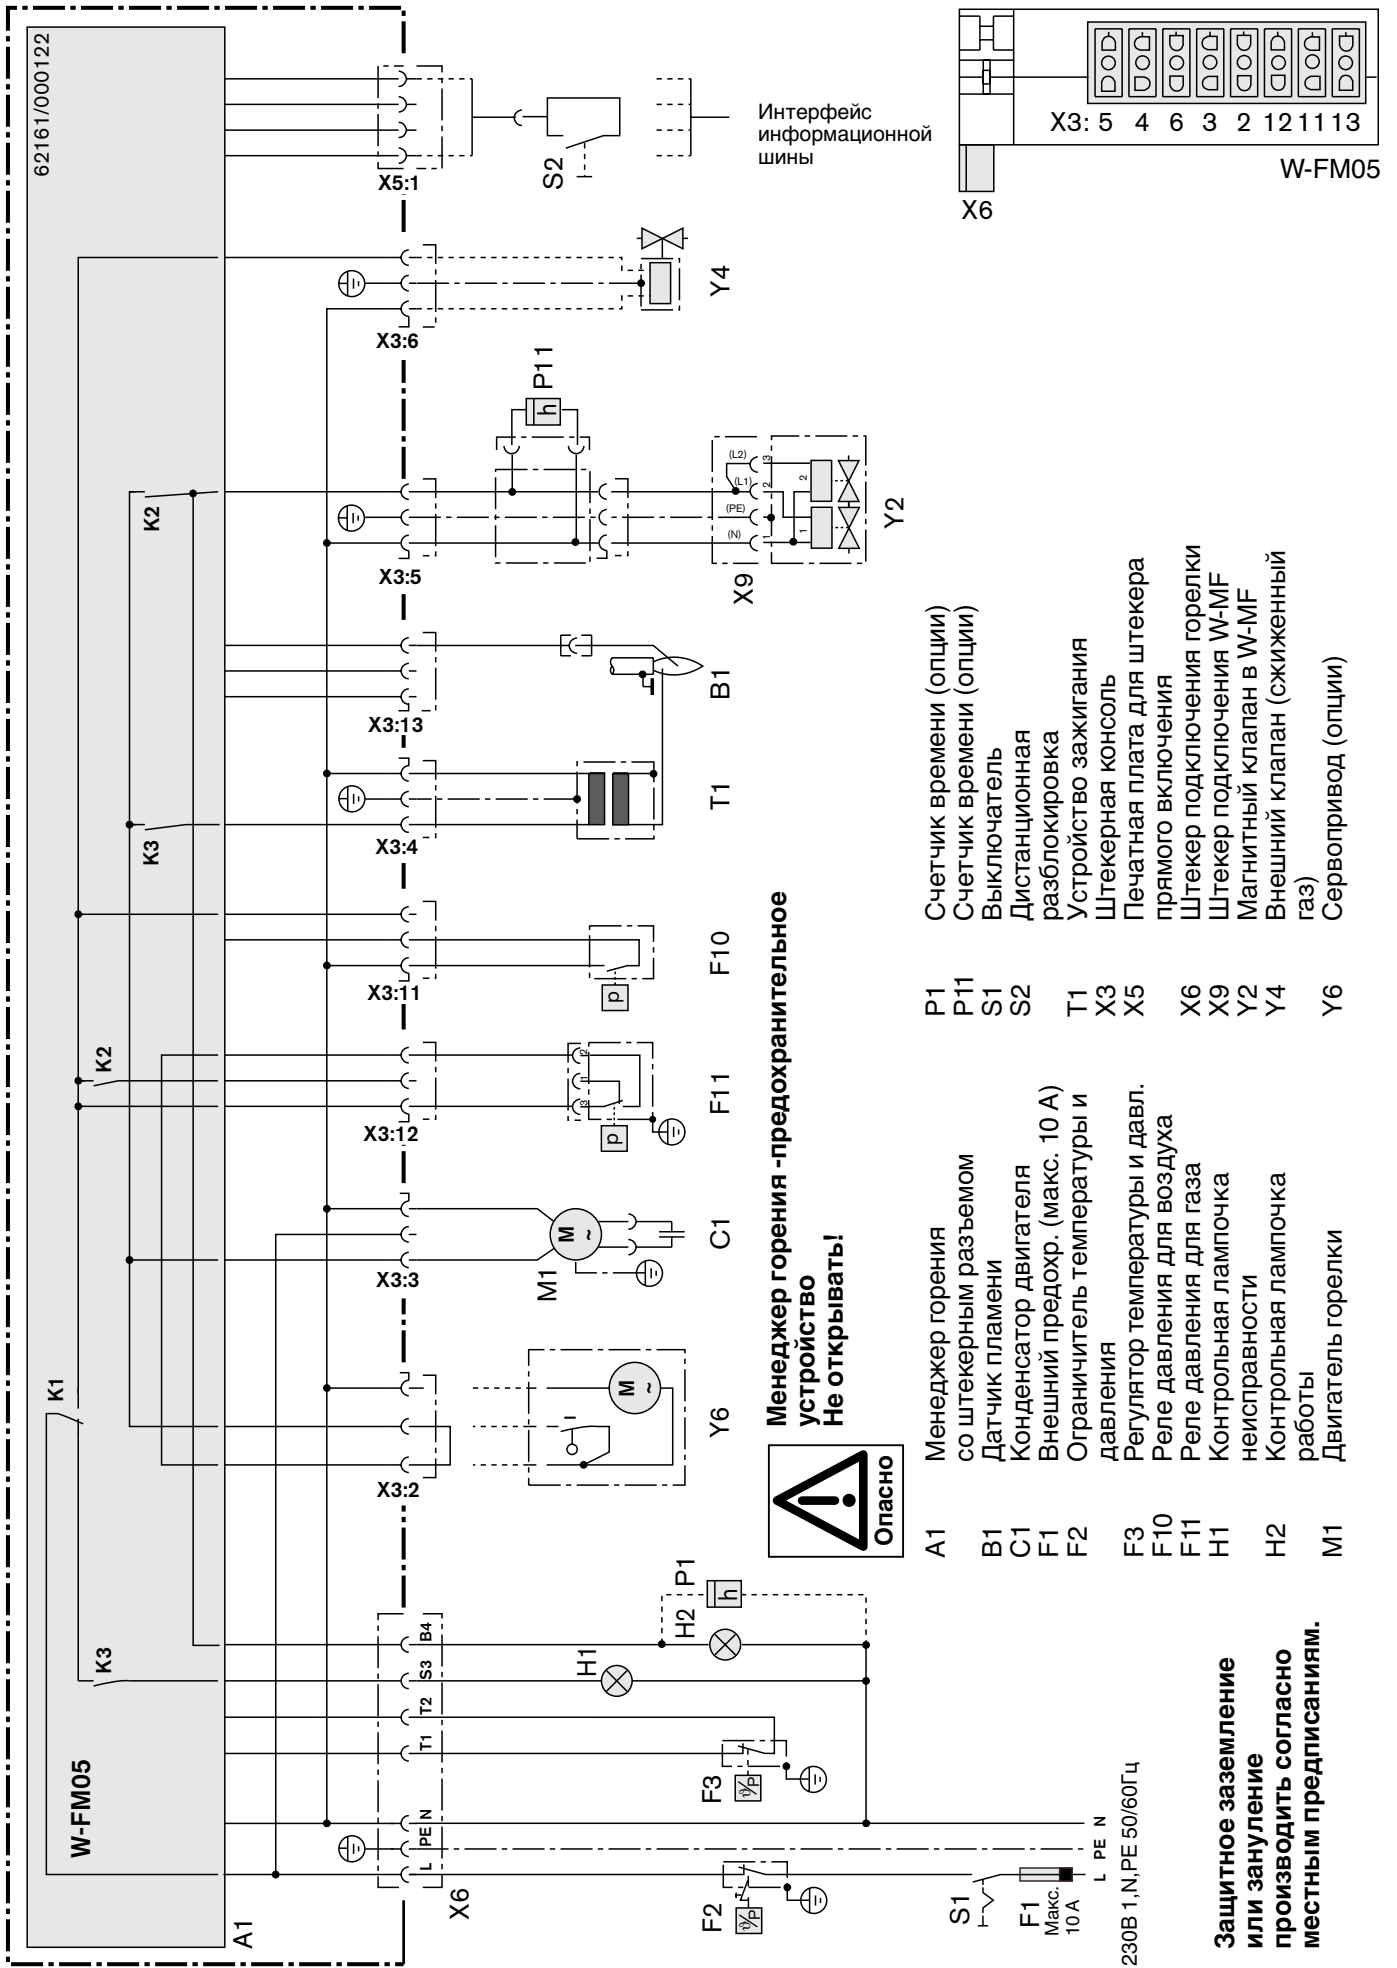 62161/000122
W-FM05
A1
K1
K2
K2
K3
K3
X6
L
PE
N
T1
T2
S3
B4
X3:2
X3:3
X3:12
X3:11
X3:4
X3:13
X3:5
X3:6
X5:1
F2
ϑ/P
F3
ϑ/P
H1
H2
P1
h
S1
F1
Макс.
10 А
L PE N
230В 1,N,PE 50/60Гц
Y6
M
~
M1
M
~
C1
F11
p
3
1
2
F10
p
T1
B1
P11
h
X9
(N)
(PE)
(L1)
(L2)
1
2
3
1
2
Y2
Y4
S2
Интерфейс
информационной
шины
X3: 5 4 6 3 2 12 11 13
W-FM05
X6
Менеджер горения -предохранительное
устройство
Не открывать!
Опасно
Защитное заземление
или зануление
производить согласно
местным предписаниям.
A1 Менеджер горения
со штекерным разъемом
B1 Датчик пламени
C1 Конденсатор двигателя
F1 Внешний предохр. (макс. 10 А)
F2 Ограничитель температуры и
давления
F3 Регулятор температуры и давл.
F10 Реле давления для воздуха
F11 Реле давления для газа
H1 Контрольная лампочка
неисправности
H2 Контрольная лампочка
работы
M1 Двигатель горелки
P1 Счетчик времени (опции)
P11 Счетчик времени (опции)
S1 Выключатель
S2 Дистанционная
разблокировка
T1 Устройство зажигания
X3 Штекерная консоль
X5 Печатная плата для штекера
прямого включения
X6 Штекер подключения горелки
X9 Штекер подключения W-MF
Y2 Магнитный клапан в W-MF
Y4 Внешний клапан (сжиженный
газ)
Y6 Сервопривод (опции)